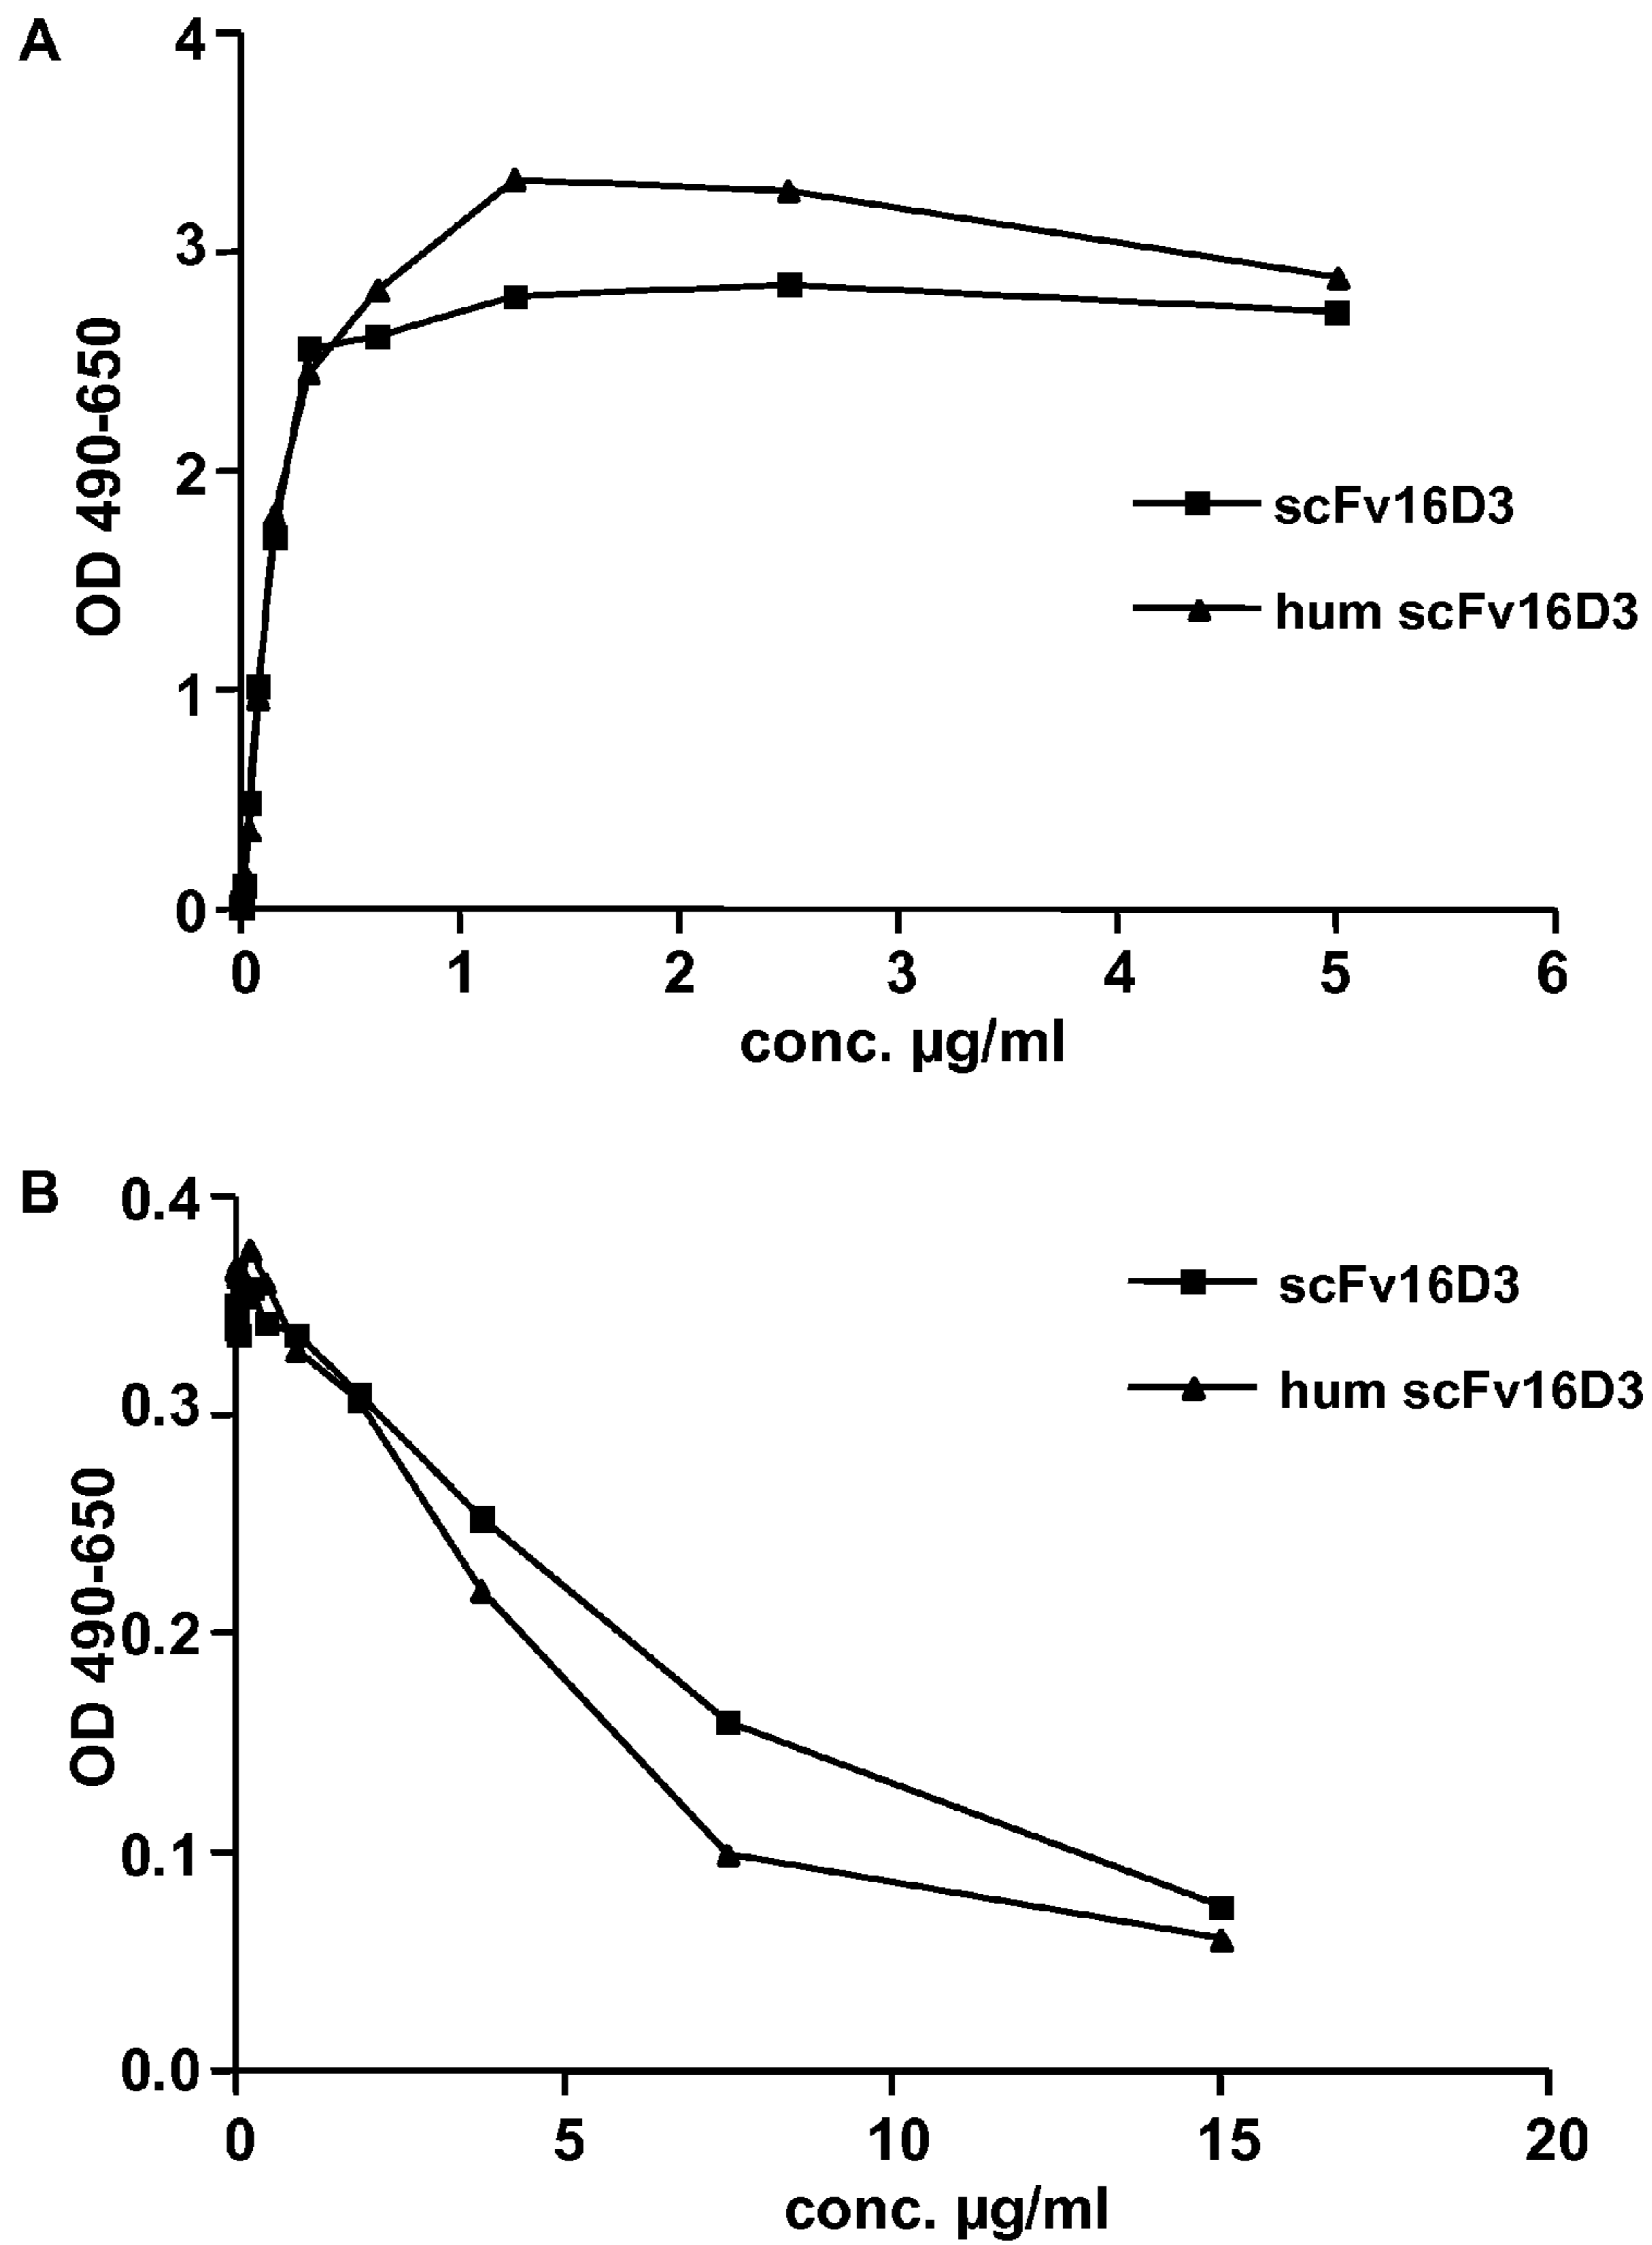 A
4
3
2
1
0
OD 490-650
scFv16D3
hum scFv16D3
0 1 2 3 4 5 6
conc. µg/ml
B
0.4
0.3
0.2
0.1
0.0
OD 490-650
scFv16D3
hum scFv16D3
0 5 10 15 20
conc. µg/ml